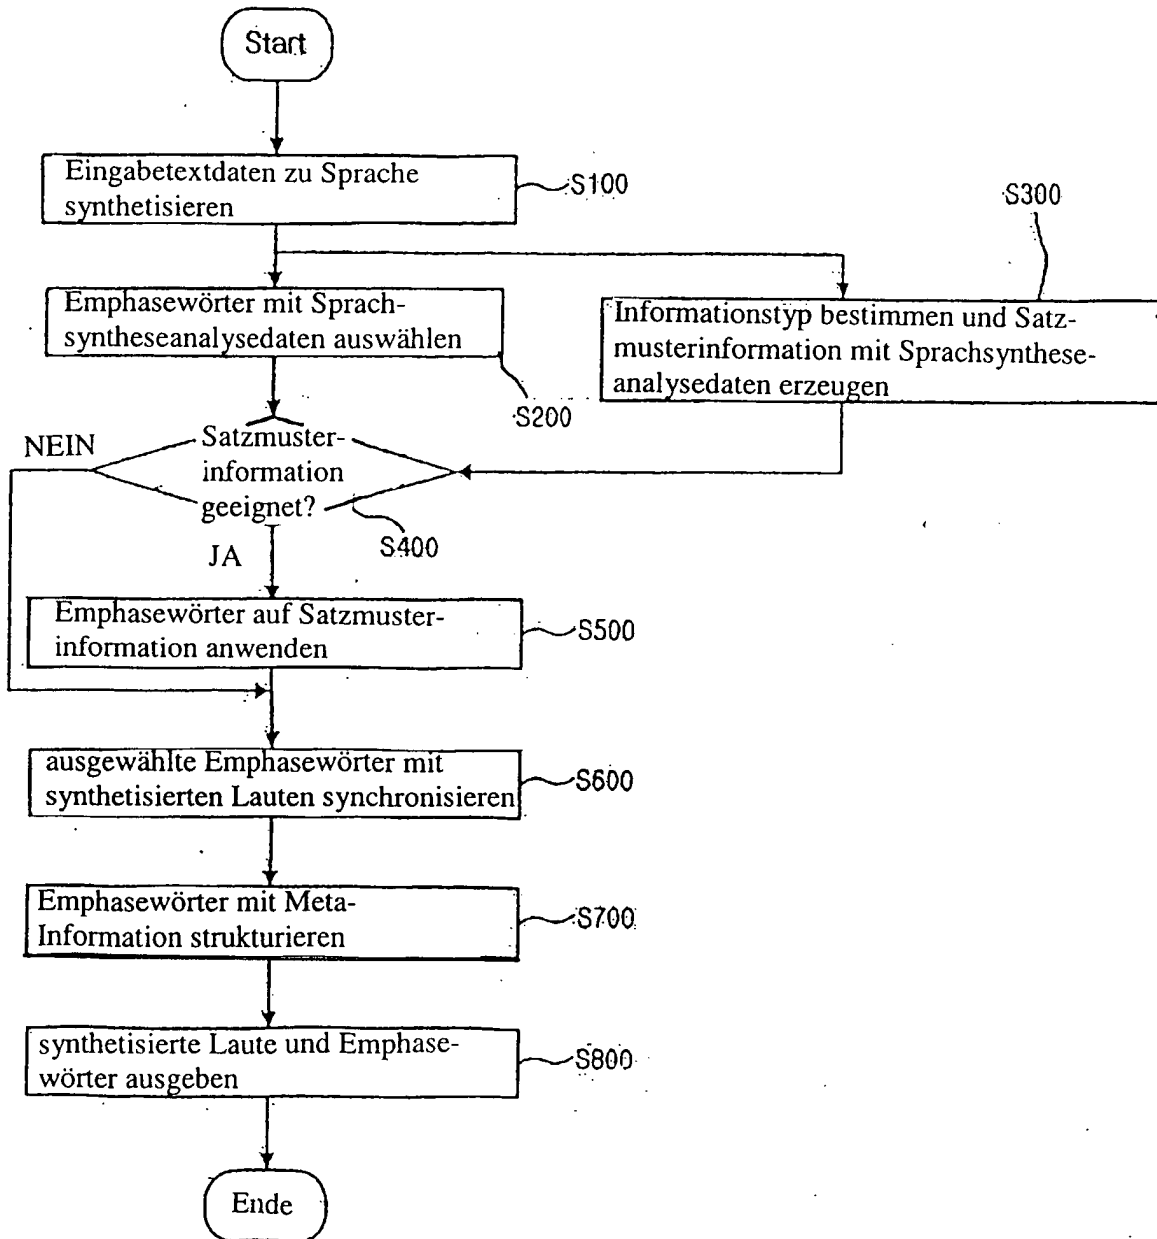 Start
Eingabetextdaten zu Sprache
synthetisieren
S100
S300
Emphasewörter mit Sprach-
syntheseanalysedaten auswählen
S200
Informationstyp bestimmen und Satz-
musterinformation mit Sprachsynthese-
analysedaten erzeugen
NEIN
Satzmuster-
information
geeignet?
S400
JA
Emphasewörter auf Satzmuster-
information anwenden
S500
ausgewählte Emphasewörter mit
synthetisierten Lauten synchronisieren
S600
Emphasewörter mit Meta-
Information strukturieren
S700
synthetisierte Laute und Emphase-
wörter ausgeben
S800
Ende